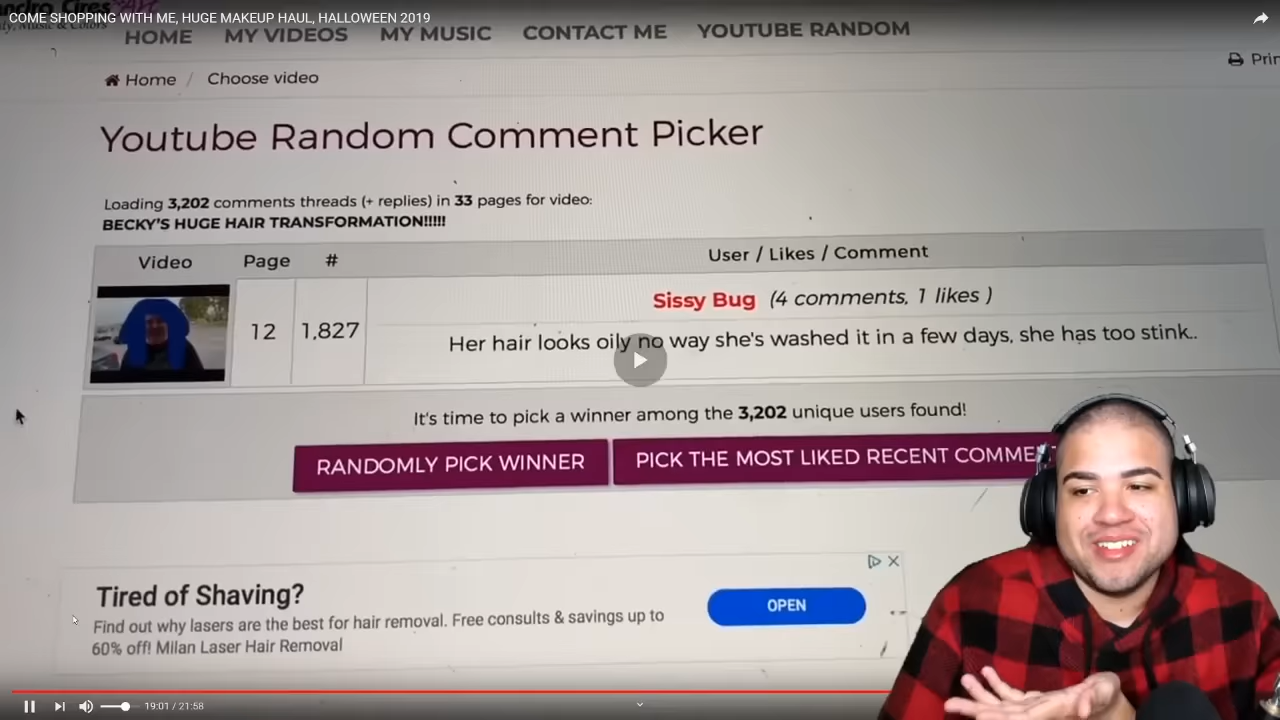 COME SHOPPING WITH ME, HUGE MAKEUP HAUL, HALLOWEEN 2019
HOME MY VIDEOS MY MUSIC CONTACT ME YOUTUBE RANDOM
Home / Choose video
Youtube Random Comment Picker
Loading 3,202 comments threads (+ replies) in 33 pages for video:
BECKY'S HUGE HAIR TRANSFORMATION!!!!!
Video Page # User / Likes / Comment
Sissy Bug (4 comments, 1 likes )
12 1,827
Her hair looks oily no way she's washed it in a few days, she has too stink..
It's time to pick a winner among the 3,202 unique users found!
RANDOMLY PICK WINNER PICK THE MOST LIKED RECENT COMME
Tired of Shaving?
OPEN
Find out why lasers are the best for hair removal. Free consults & savings up to
60% off! Milan Laser Hair Removal
19:01 / 21:58